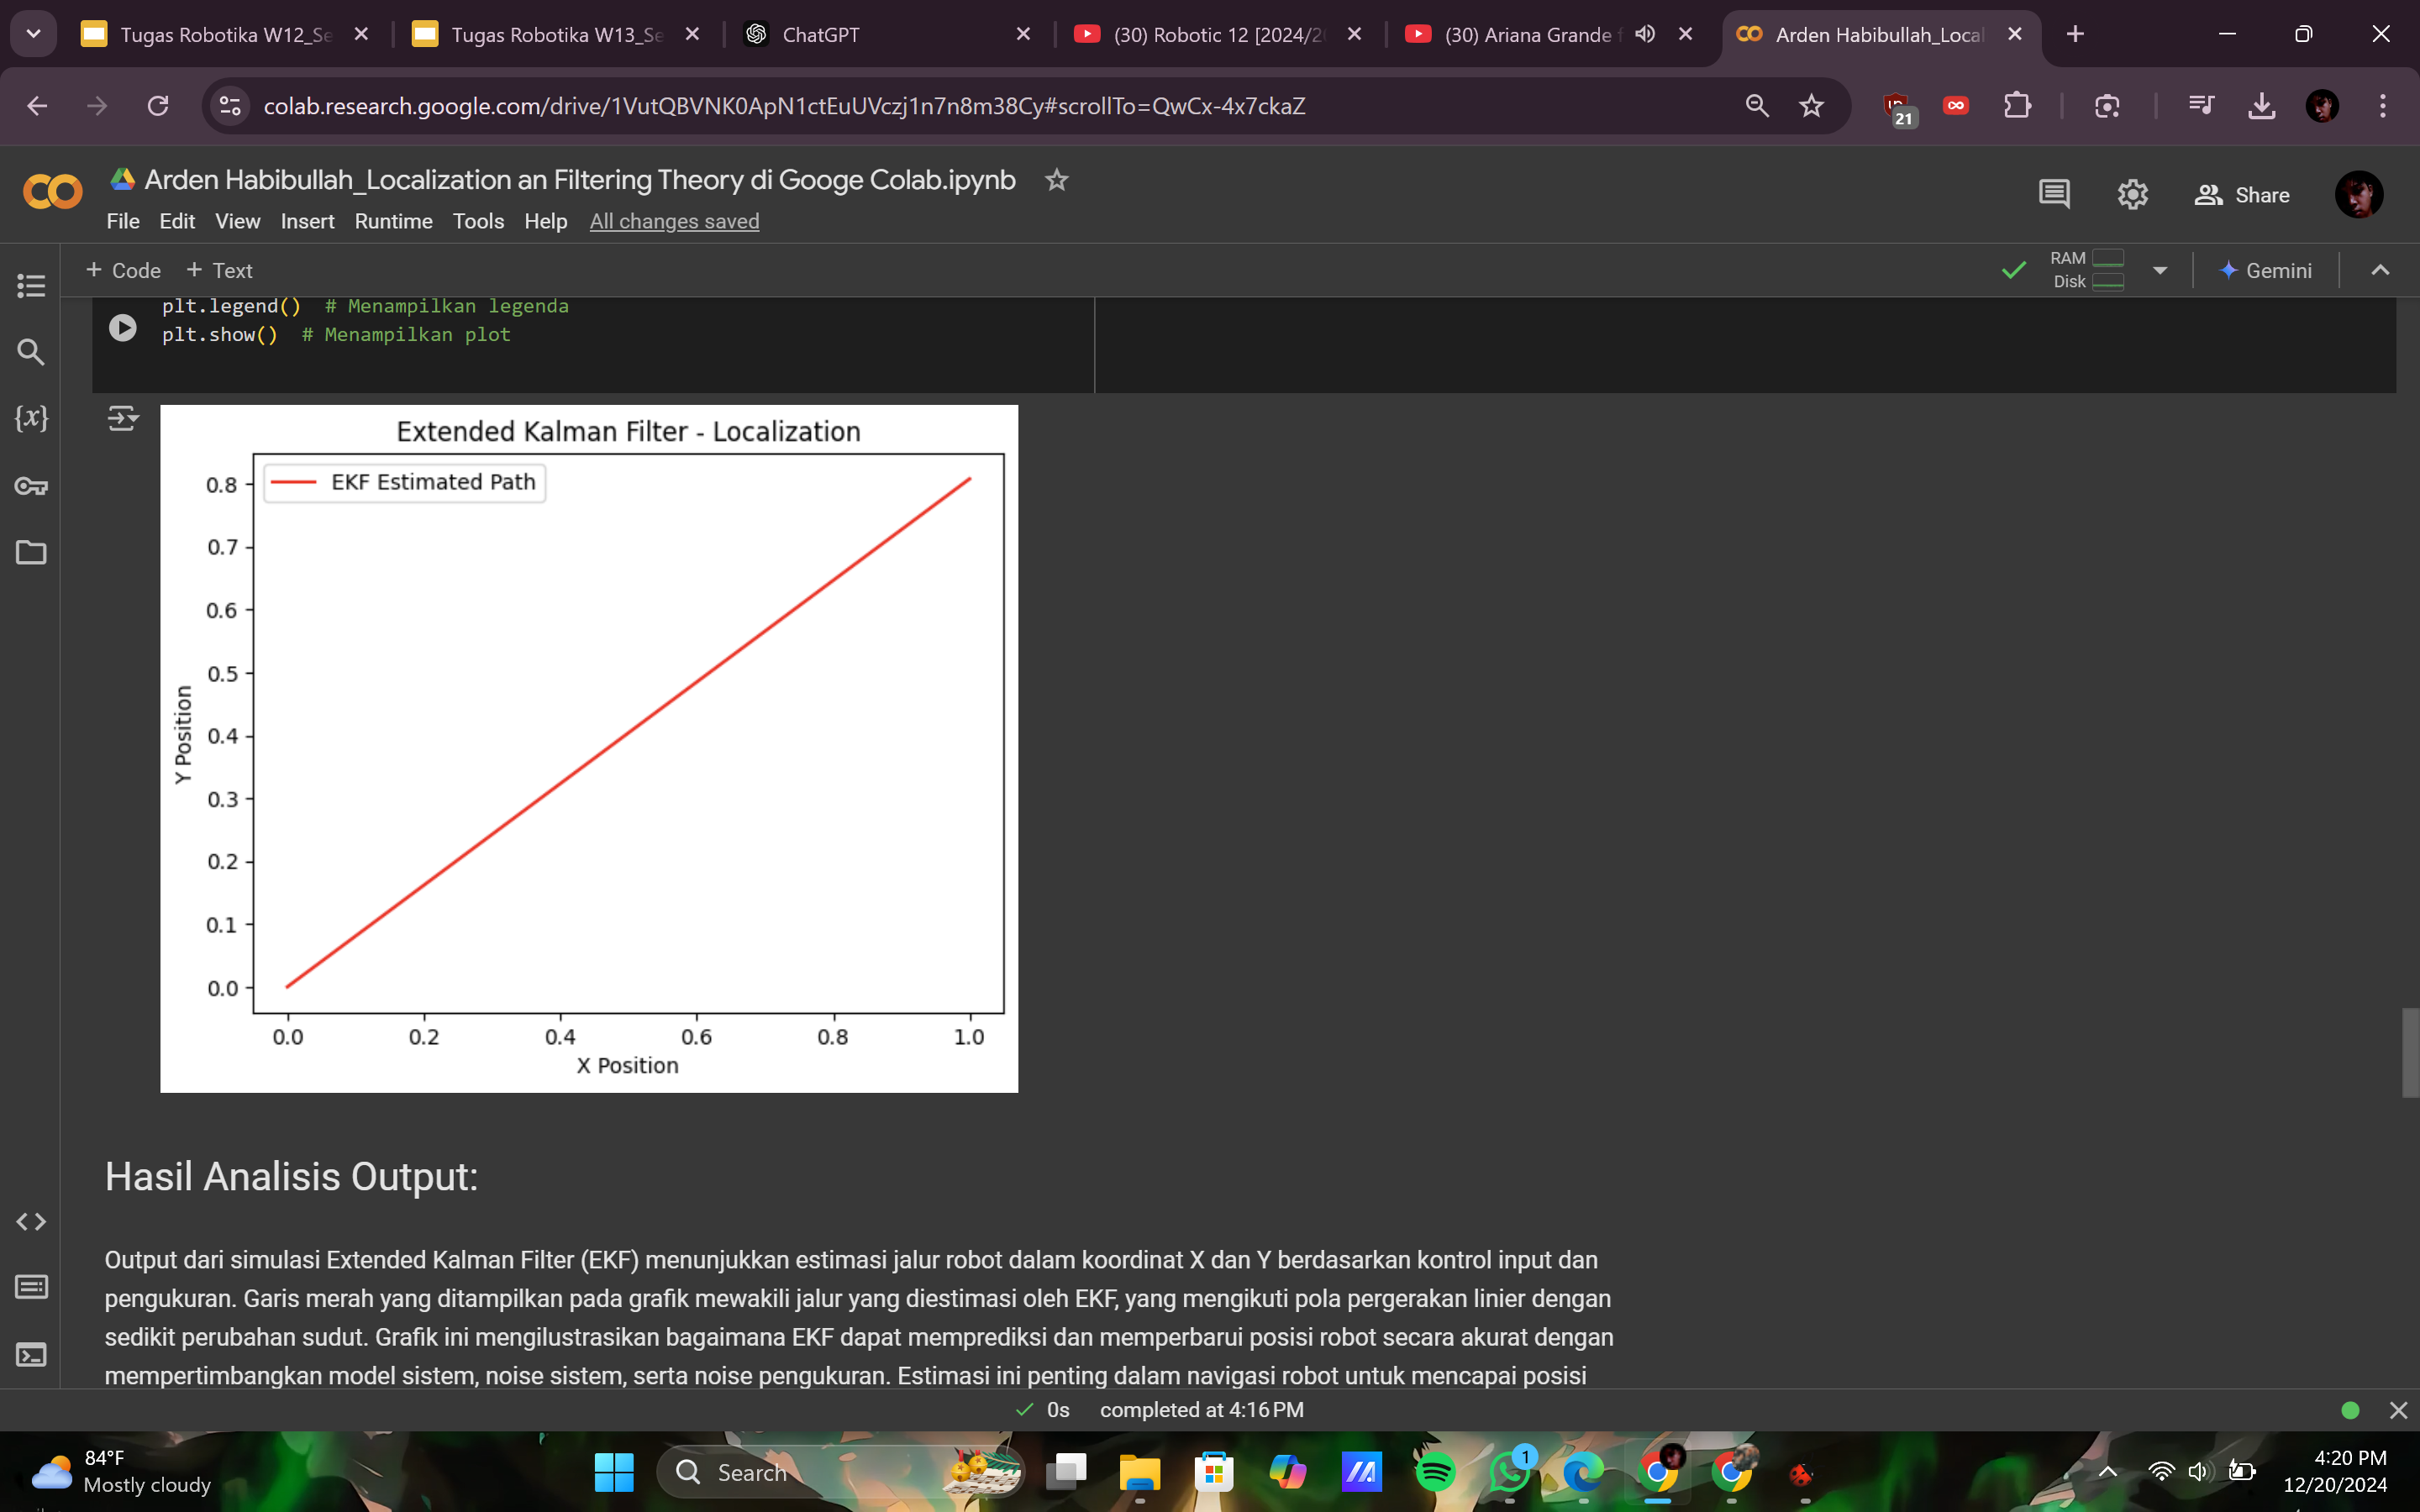 Tugas Robotika W12_Se
Tugas Robotika W13_Se
ChatGPT
(30) Robotic 12 [2024/2
(30) Ariana Grande f
Arden Habibullah_Local
colab.research.google.com/drive/1VutQBVNK0ApN1ctEuUVczj1n7n8m38Cy#scrollTo=QwCx-4x7ckaZ
21
Arden Habibullah_Localization an Filtering Theory di Googe Colab.ipynb
File Edit View Insert Runtime Tools Help All changes saved
Share
+ Code + Text
RAM
Disk
Gemini
plt.legend() # Menampilkan legenda
plt.show() # Menampilkan plot
{x}
Extended Kalman Filter - Localization
EKF Estimated Path
0.8
0.7
0.6
0.5
0.4
0.3
0.2
0.1
0.0
Y Position
0.0 0.2 0.4 0.6 0.8 1.0
X Position
Hasil Analisis Output:
Output dari simulasi Extended Kalman Filter (EKF) menunjukkan estimasi jalur robot dalam koordinat X dan Y berdasarkan kontrol input dan
pengukuran. Garis merah yang ditampilkan pada grafik mewakili jalur yang diestimasi oleh EKF, yang mengikuti pola pergerakan linier dengan
sedikit perubahan sudut. Grafik ini mengilustrasikan bagaimana EKF dapat memprediksi dan memperbarui posisi robot secara akurat dengan
mempertimbangkan model sistem, noise sistem, serta noise pengukuran. Estimasi ini penting dalam navigasi robot untuk mencapai posisi
0s completed at 4:16 PM
84°F
Mostly cloudy
Search
1
4:20 PM
12/20/2024